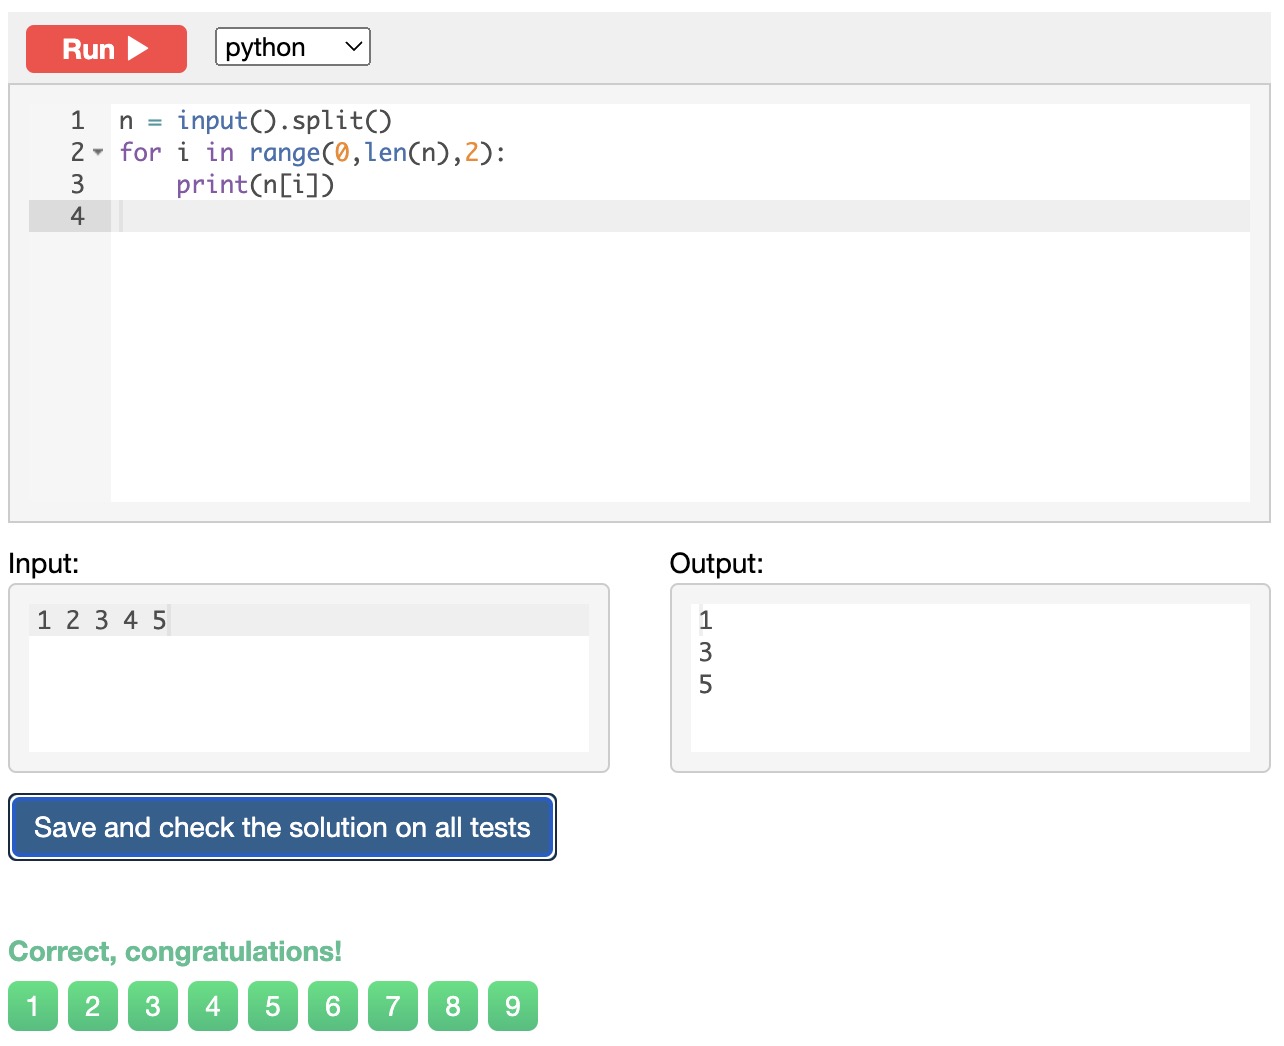 Run
python
1 n = input().split()
2 for i in range(0,len(n),2):
3     print(n[i])
4
Input:
Output:
1 2 3 4 5
1
3
5
Save and check the solution on all tests
Correct, congratulations!
1 2 3 4 5 6 7 8 9